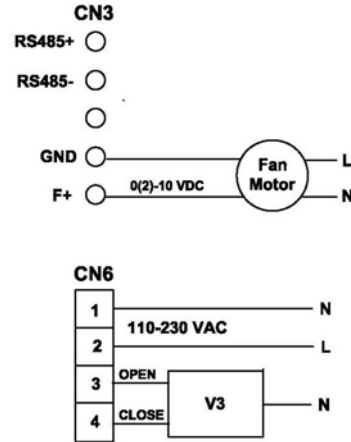 CN3
RS485+
RS485-
GND
L
Fan
Motor
F+
0(2)-10 VDC
N
CN6
1
N
110-230 VAC
2
L
3
OPEN
V3
N
4
CLOSE